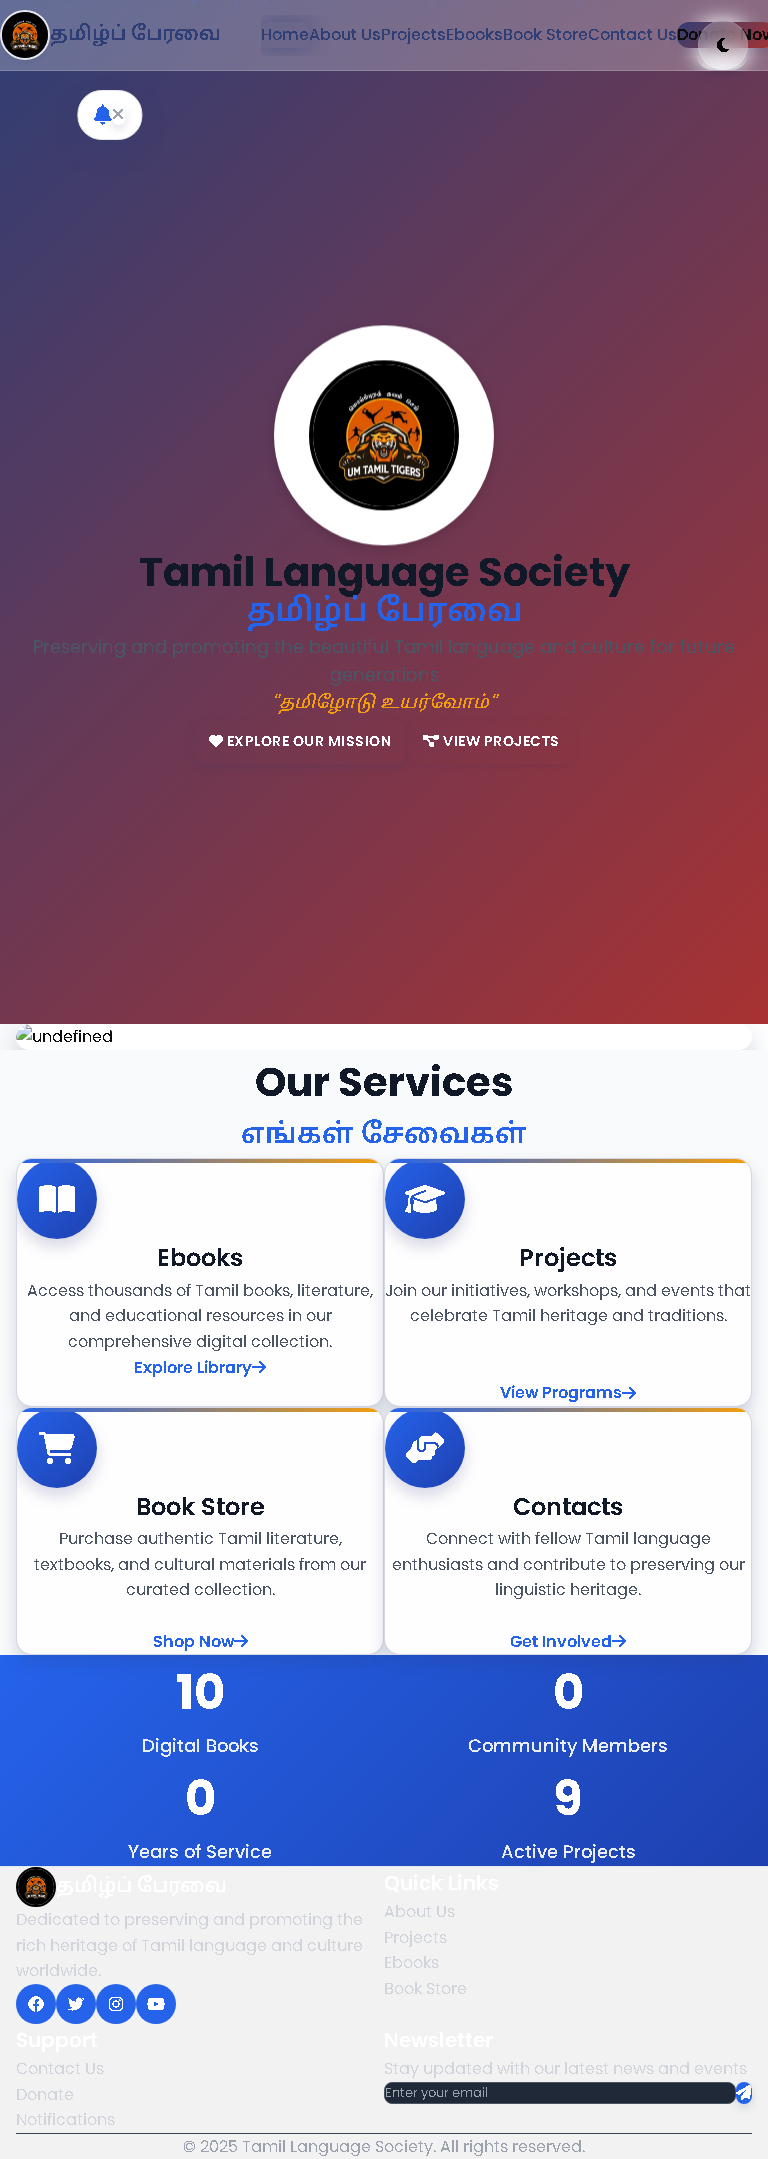 தமிழ்ப் பேரவை
Home About Us Projects Ebooks Book Store Contact Us
UM TAMIL TIGERS
Tamil Language Society
தமிழ்ப் பேரவை
Preserving and promoting the beautiful Tamil language and culture for future
generations
"தமிழோடு உயர்வோம்"
EXPLORE OUR MISSION VIEW PROJECTS
undefined
Our Services
எங்கள் சேவைகள்
Ebooks
Access thousands of Tamil books, literature,
and educational resources in our
comprehensive digital collection.
Explore Library
Projects
Join our initiatives, workshops, and events that
celebrate Tamil heritage and traditions.
View Programs
Book Store
Purchase authentic Tamil literature,
textbooks, and cultural materials from our
curated collection.
Shop Now
Contacts
Connect with fellow Tamil language
enthusiasts and contribute to preserving our
linguistic heritage.
Get Involved
10
Digital Books
0
Community Members
0
Years of Service
9
Active Projects
தமிழ்ப் பேரவை
Dedicated to preserving and promoting the
rich heritage of Tamil language and culture
worldwide.
Quick Links
About Us
Projects
Ebooks
Book Store
Support
Contact Us
Donate
Notifications
Newsletter
Stay updated with our latest news and events
Enter your email
© 2025 Tamil Language Society. All rights reserved.